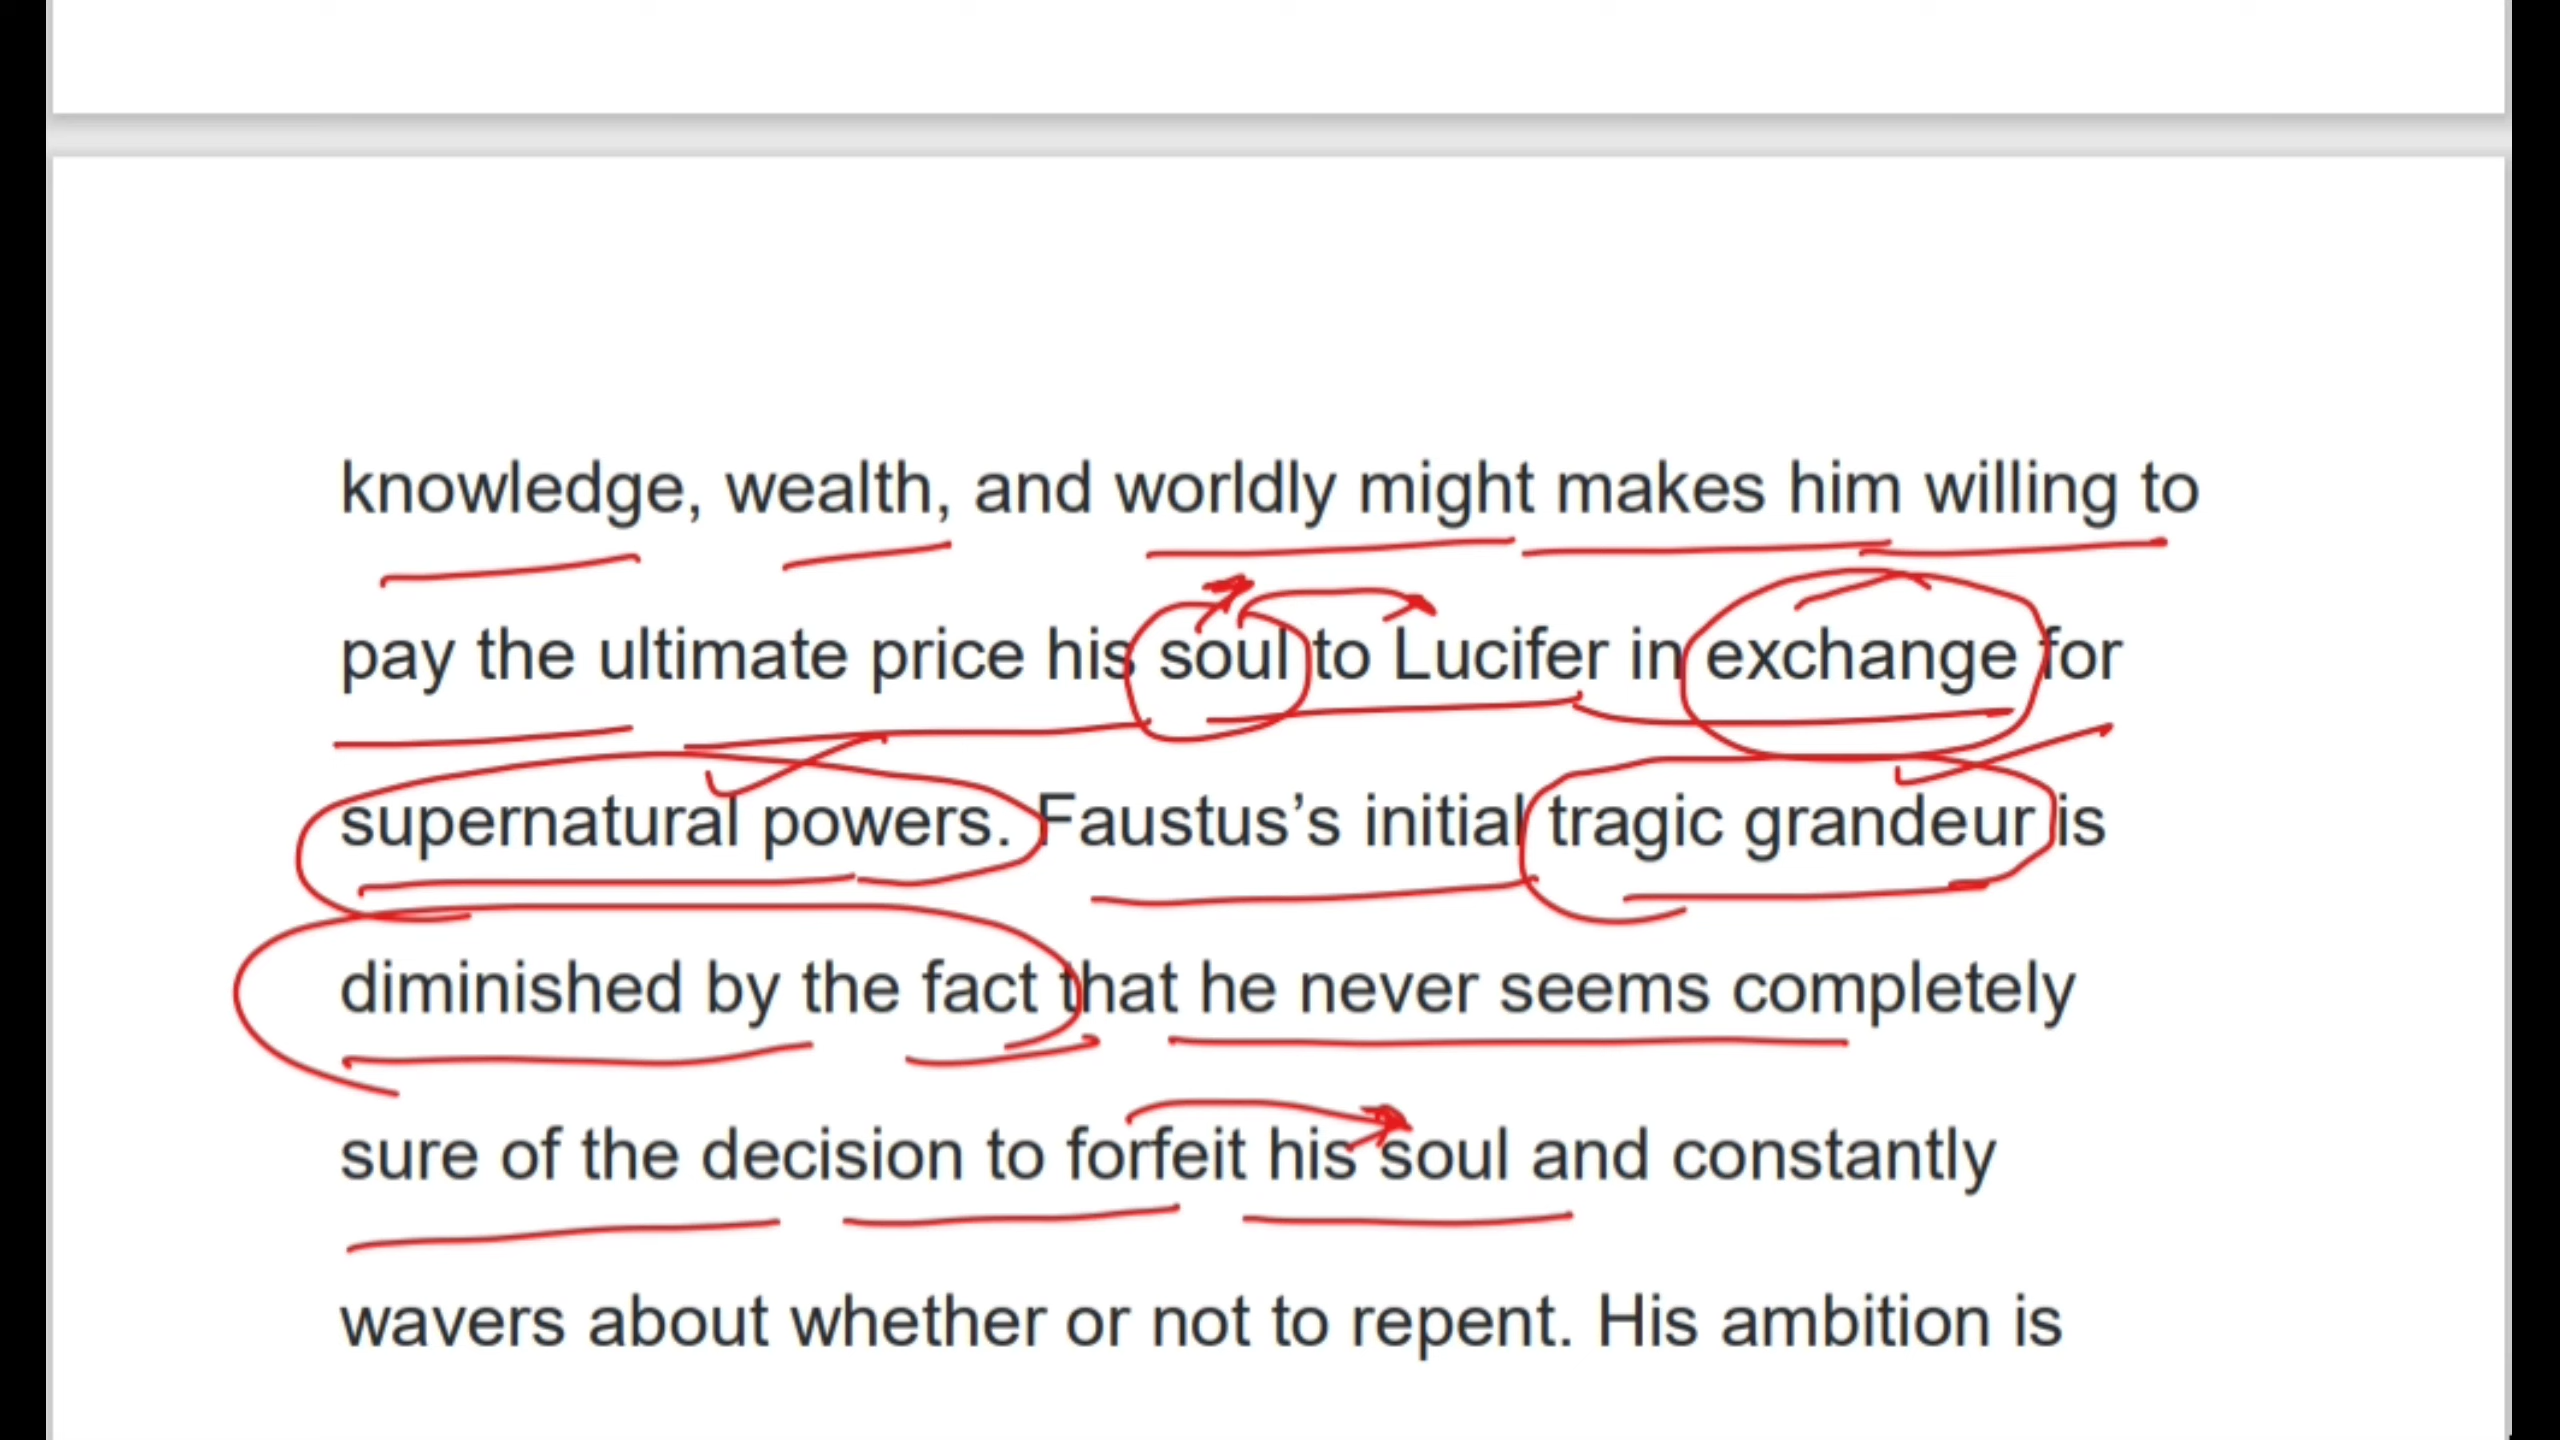 knowledge, wealth, and worldly might makes him willing to
pay the ultimate price his soul to Lucifer in exchange for
supernatural powers. Faustus’s initial tragic grandeur is
diminished by the fact that he never seems completely
sure of the decision to forfeit his soul and constantly
wavers about whether or not to repent. His ambition is